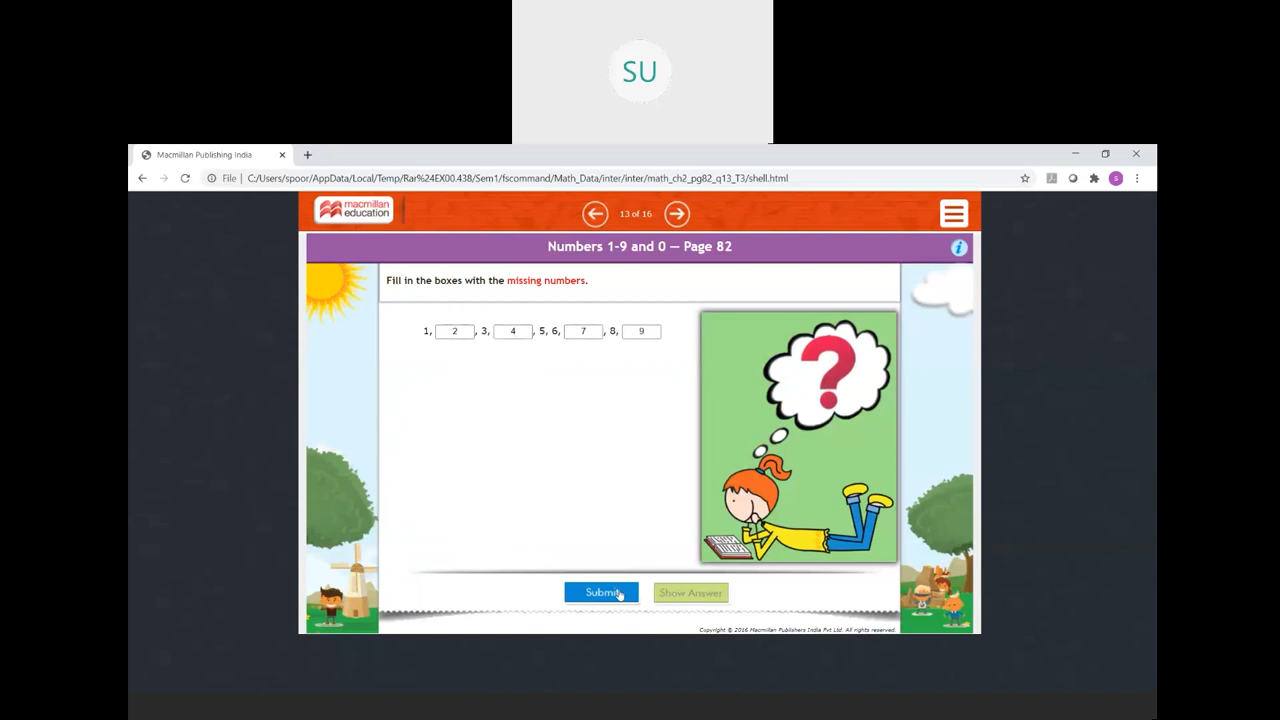 SU
Macmillan Publishing India
File | C:/Users/spoor/AppData/Local/Temp/Rar%24EX00.438/Sem1/fscommand/Math_Data/inter/inter/math_ch2_pg82_q13_T3/shell.html
s
macmillan
education
13 of 16
Numbers 1-9 and 0 — Page 82
i
Fill in the boxes with the missing numbers.
1, 2 , 3, 4 , 5, 6, 7 , 8, 9
?
Submit
Show Answer
Copyright © 2016 Macmillan Publishers India Pvt Ltd. All rights reserved.